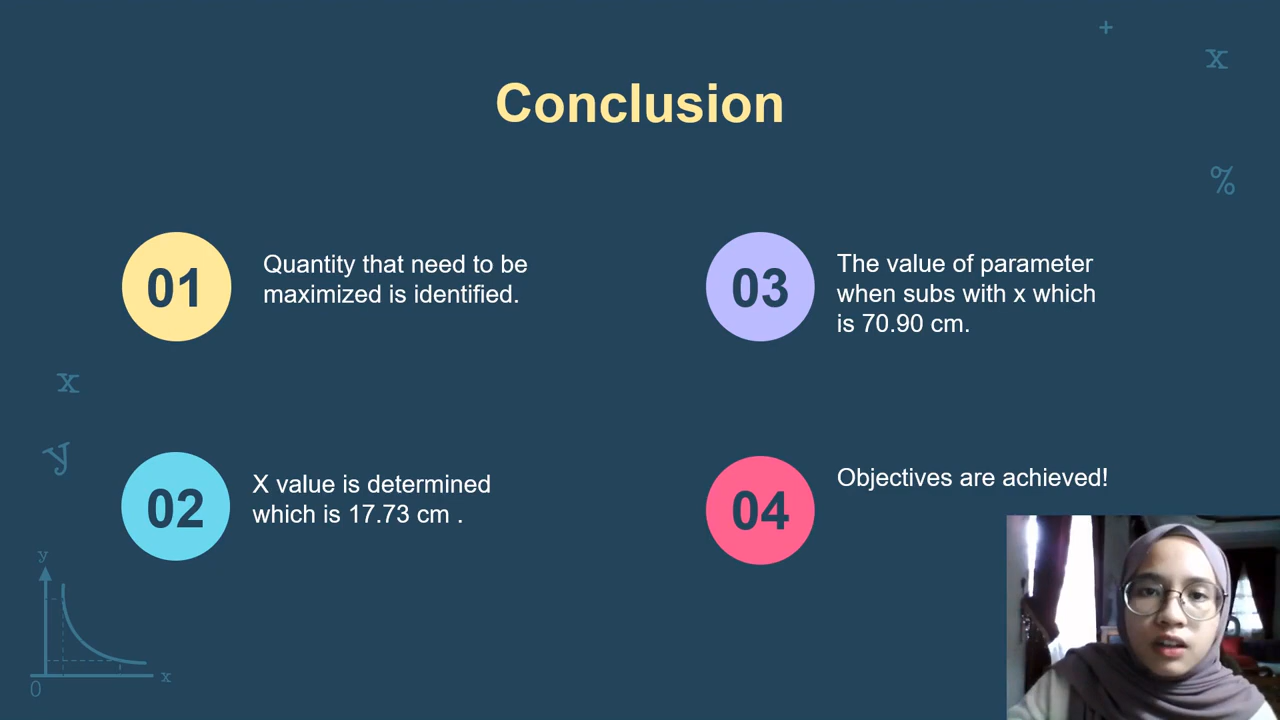 Conclusion
01
Quantity that need to be
maximized is identified.
02
X value is determined
which is 17.73 cm .
03
The value of parameter
when subs with x which
is 70.90 cm.
04
Objectives are achieved!
+
x
%
x
y
y
0
x